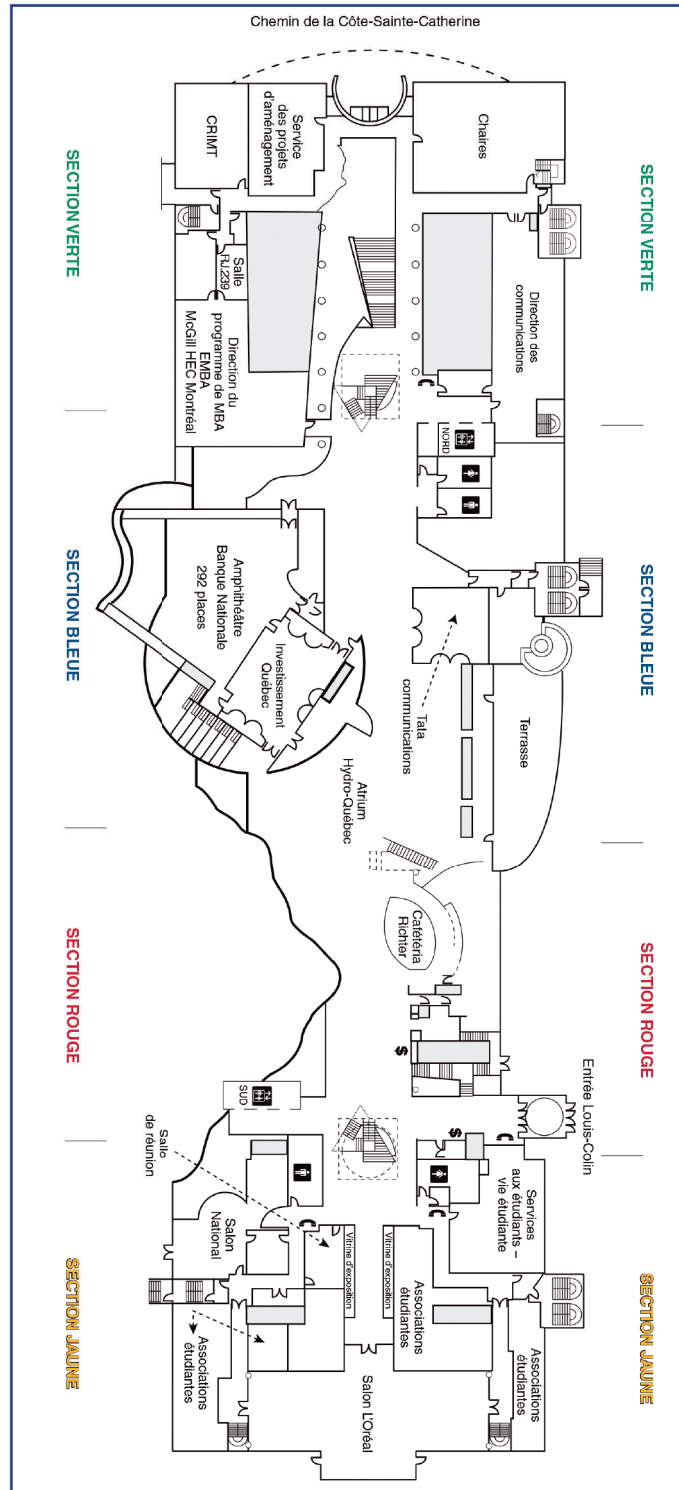 Chemin de la Côte-Sainte-Catherine
SECTION VERTE
SECTION VERTE
CRIMT
Service
des projets
d'aménagement
Chaires
Salle
RJ.239
Direction du
programme de MBA
EMBA
McGill HEC Montréal
Direction des
communications
NORD
SECTION BLEUE
SECTION BLEUE
Amphithéâtre
Banque Nationale
292 places
Investissement
Québec
Tata
communications
Terrasse
Atrium
Hydro-Québec
SECTION ROUGE
SECTION ROUGE
Cafétéria
Richter
$
SUD
Entrée Louis-Colin
$
Salle
de réunion
Services
aux étudiants –
vie étudiante
Salon
National
Vitrine d'exposition
Vitrine d'exposition
Associations
étudiantes
SECTION JAUNE
SECTION JAUNE
Associations
étudiantes
Salon L'Oréal
Associations
étudiantes